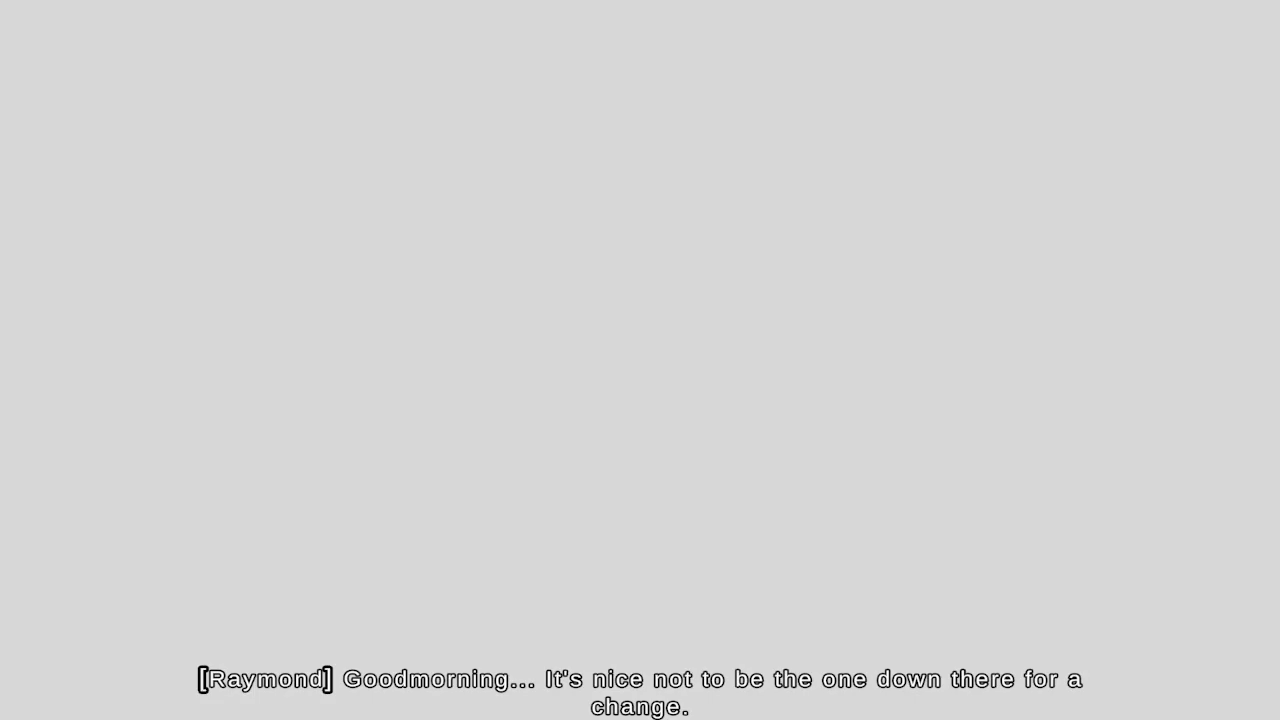 [Raymond] Goodmorning... It's nice not to be the one down there for a
change.